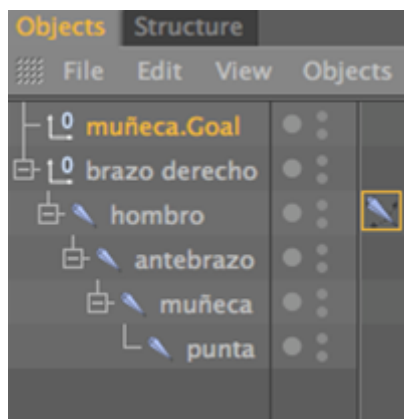 Objects Structure
File Edit View Objects
muñeca.Goal
brazo derecho
hombro
antebrazo
muñeca
punta